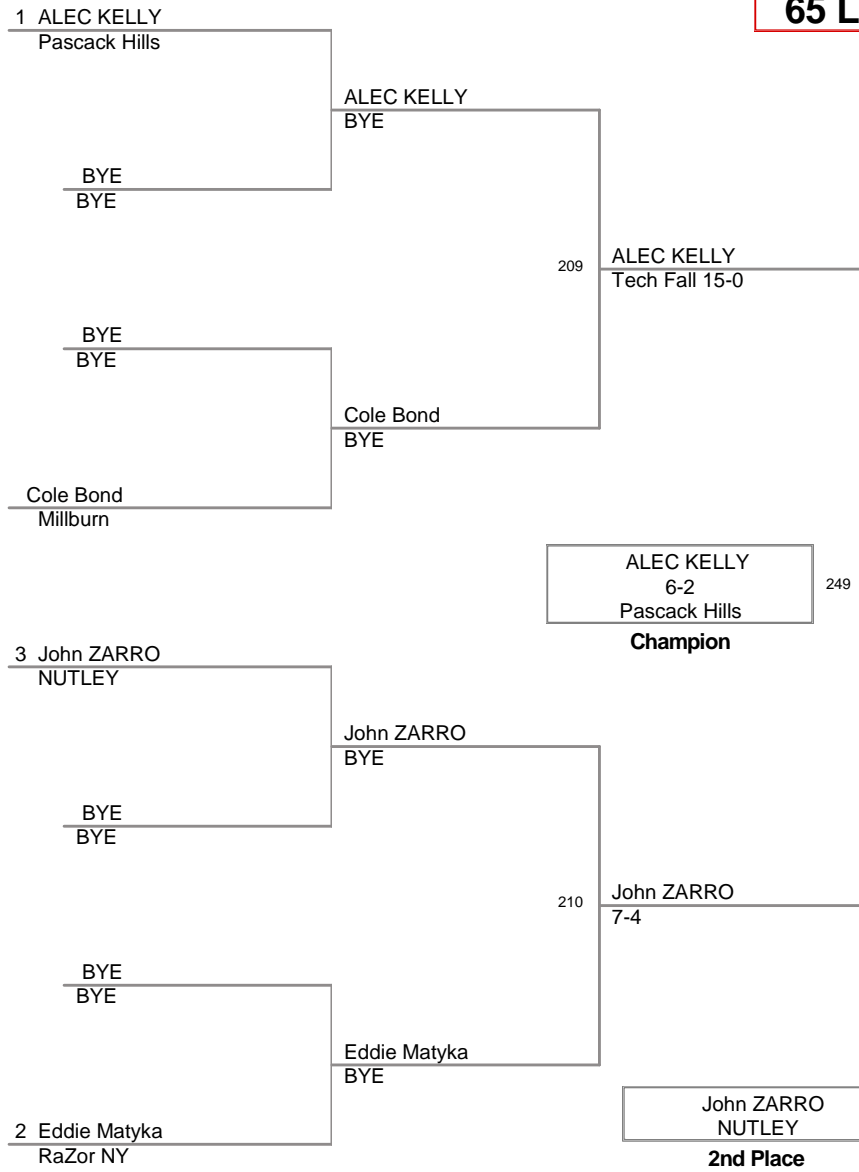 65 L
1 ALEC KELLY
Pascack Hills
ALEC KELLY
BYE
BYE
BYE
209
ALEC KELLY
Tech Fall 15-0
BYE
BYE
Cole Bond
BYE
Cole Bond
Millburn
ALEC KELLY
6-2
Pascack Hills
249
Champion
3 John ZARRO
NUTLEY
John ZARRO
BYE
BYE
BYE
210
John ZARRO
7-4
BYE
BYE
Eddie Matyka
BYE
2 Eddie Matyka
RaZor NY
John ZARRO
NUTLEY
2nd Place